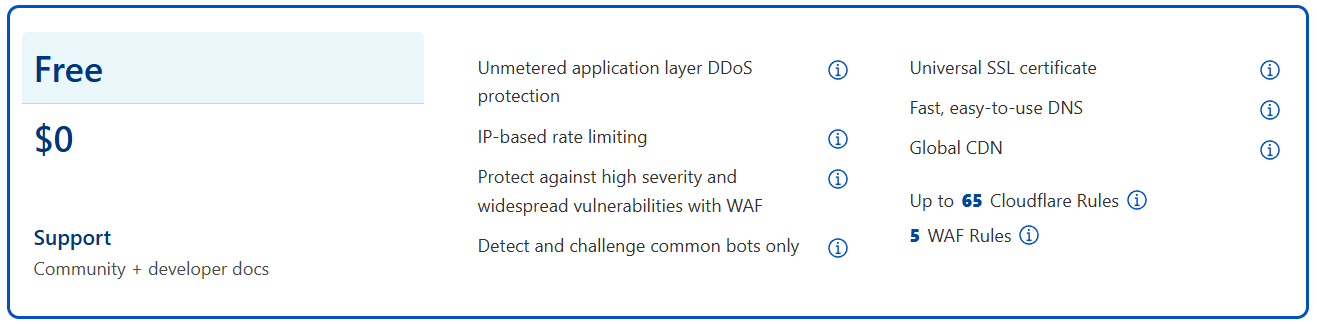 Free
$0
Support
Community + developer docs
Unmetered application layer DDoS
protection
IP-based rate limiting
Protect against high severity and
widespread vulnerabilities with WAF
Detect and challenge common bots only
Universal SSL certificate
Fast, easy-to-use DNS
Global CDN
Up to 65 Cloudflare Rules
5 WAF Rules